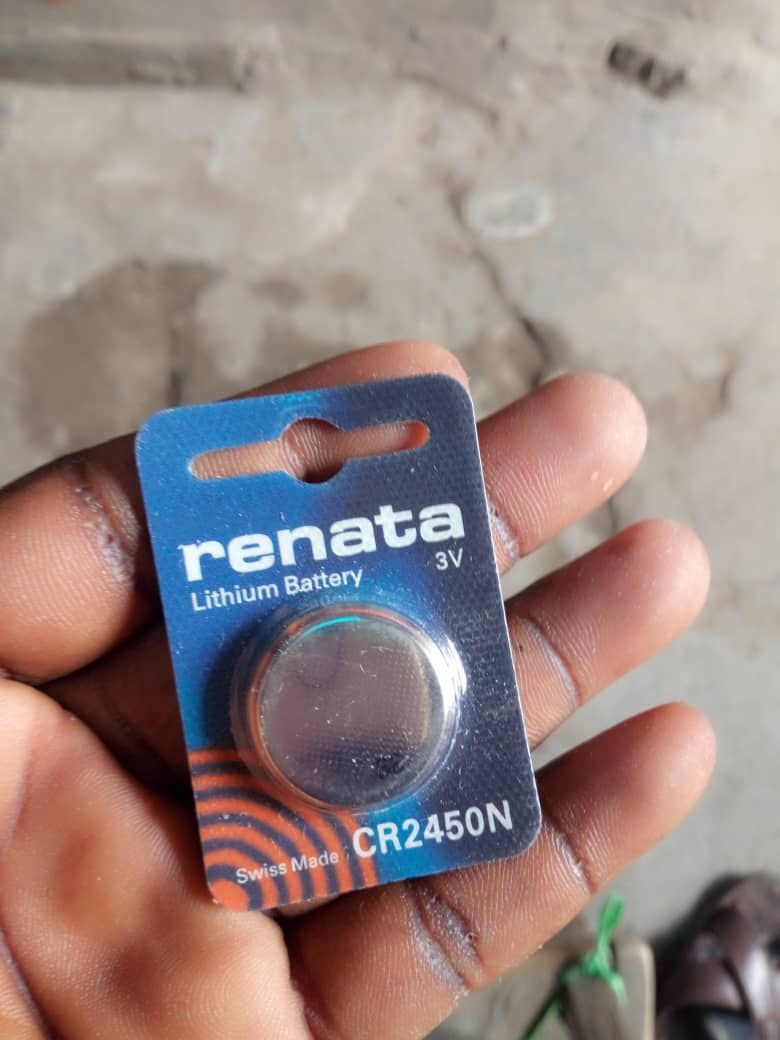 renata
Lithium Battery 3V
CR2450N
Swiss Made